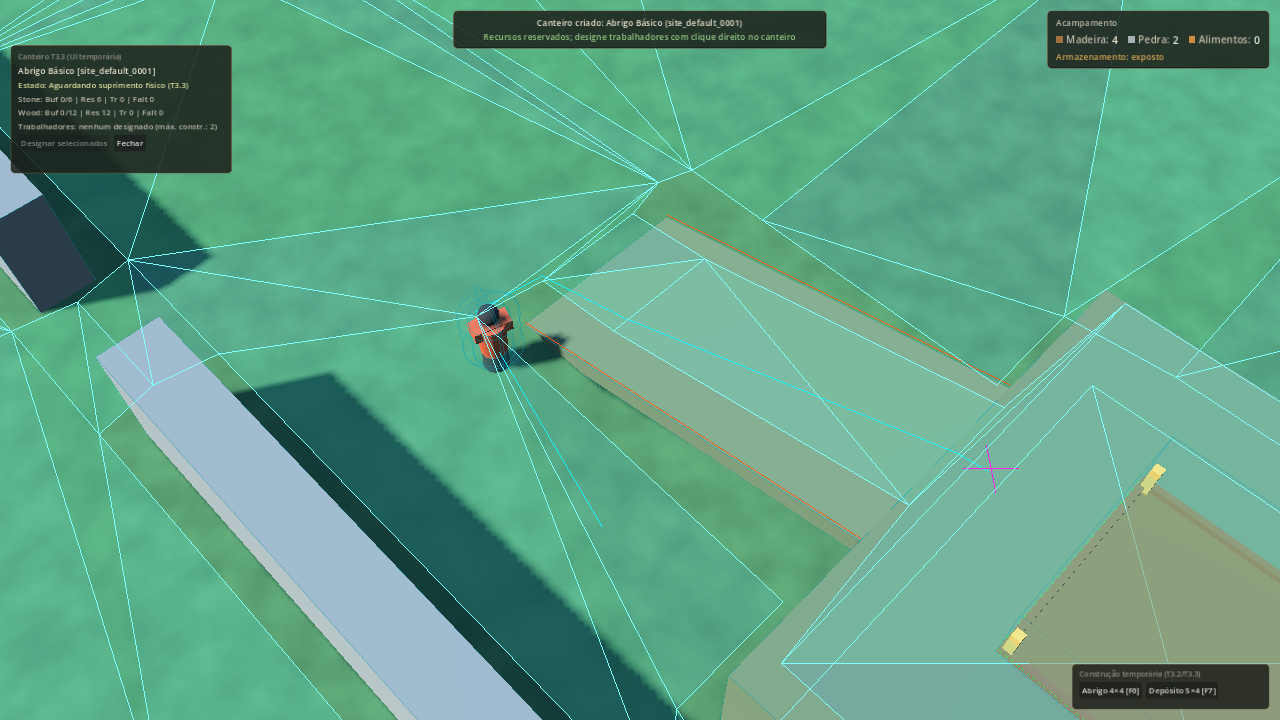 Canteiro criado: Abrigo Básico (site_default_0001)
Recursos reservados; designe trabalhadores com clique direito no canteiro
Acampamento
Madeira: 4 Pedra: 2 Alimentos: 0
Armazenamento: exposto
Canteiro T3.3 (UI temporária)
Abrigo Básico [site_default_0001]
Estado: Aguardando suprimento físico (T3.3)
Stone: Buf 0/6 | Res 6 | Tr 0 | Falt 0
Wood: Buf 0/12 | Res 12 | Tr 0 | Falt 0
Trabalhadores: nenhum designado (máx. constr.: 2)
Designar selecionados Fechar
Construção temporária (T3.2/T3.3)
Abrigo 4×4 [F6] Depósito 5×4 [F7]